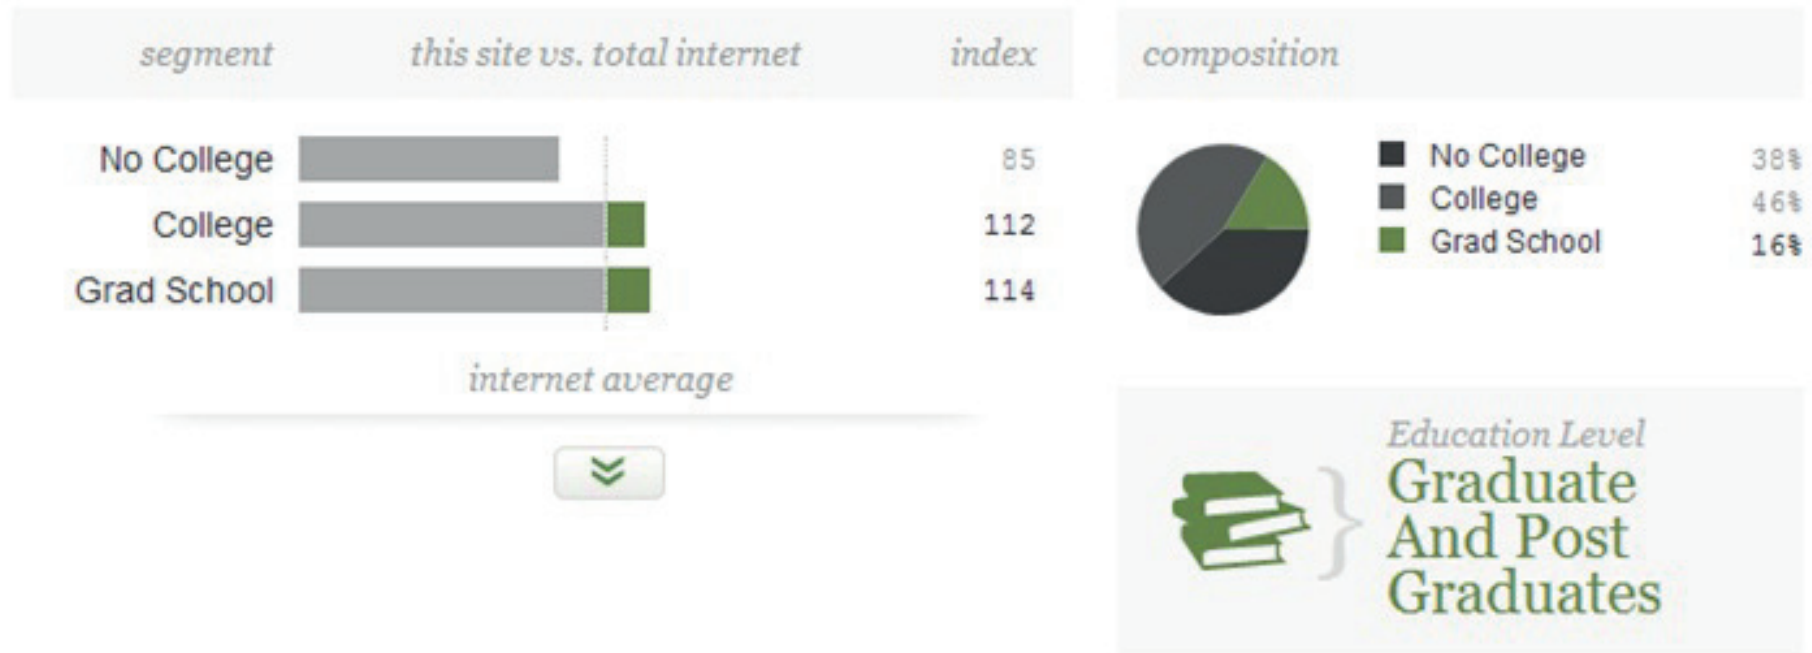 segment this site vs. total internet index
No College 85
College 112
Grad School 114
internet average
composition
No College 38%
College 46%
Grad School 16%
Education Level
Graduate
And Post
Graduates